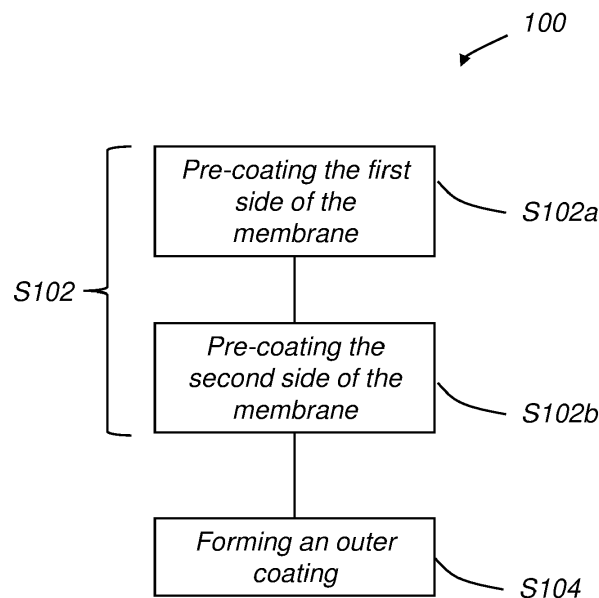 100
Pre-coating the first
side of the
membrane
S102a
S102
Pre-coating the
second side of the
membrane
S102b
Forming an outer
coating
S104